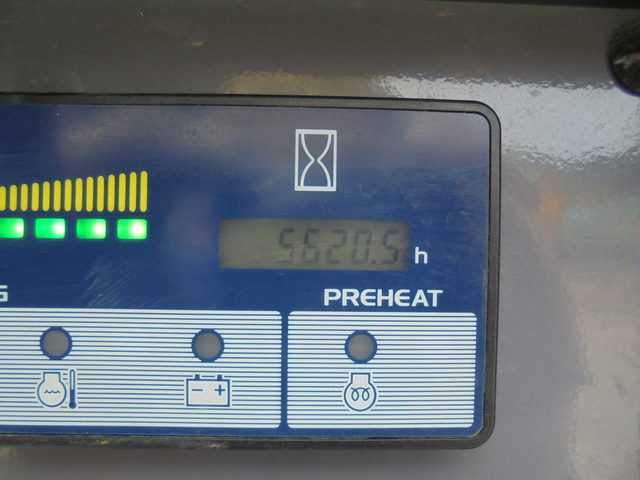 5620.5 h
G
PREHEAT
- +